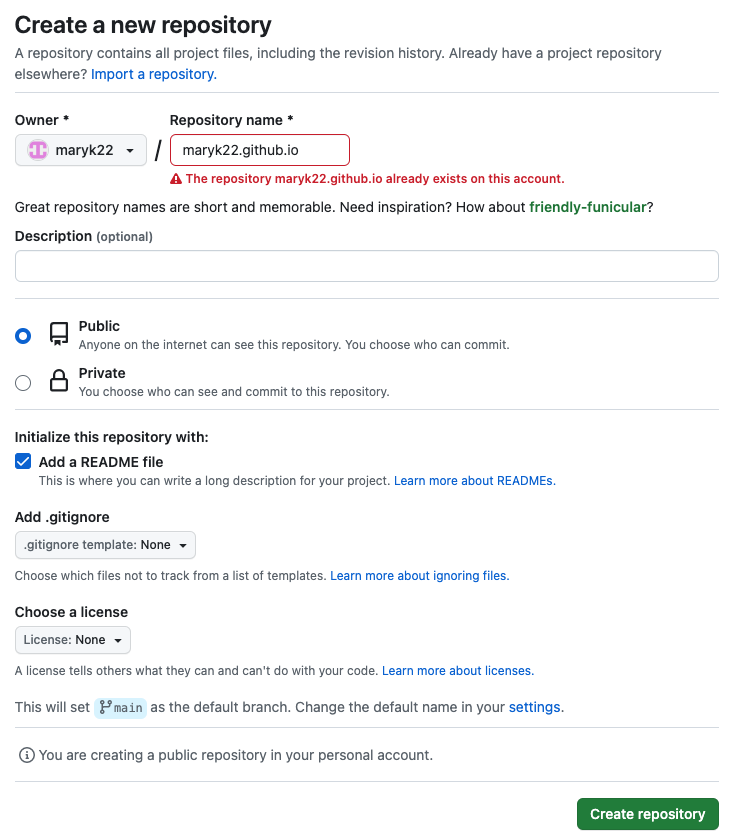 Create a new repository
A repository contains all project files, including the revision history. Already have a project repository
elsewhere? Import a repository.
Owner * Repository name *
maryk22 / maryk22.github.io
The repository maryk22.github.io already exists on this account.
Great repository names are short and memorable. Need inspiration? How about friendly-funicular?
Description (optional)
Public
Anyone on the internet can see this repository. You choose who can commit.
Private
You choose who can see and commit to this repository.
Initialize this repository with:
Add a README file
This is where you can write a long description for your project. Learn more about READMEs.
Add .gitignore
.gitignore template: None
Choose which files not to track from a list of templates. Learn more about ignoring files.
Choose a license
License: None
A license tells others what they can and can't do with your code. Learn more about licenses.
This will set main as the default branch. Change the default name in your settings.
You are creating a public repository in your personal account.
Create repository